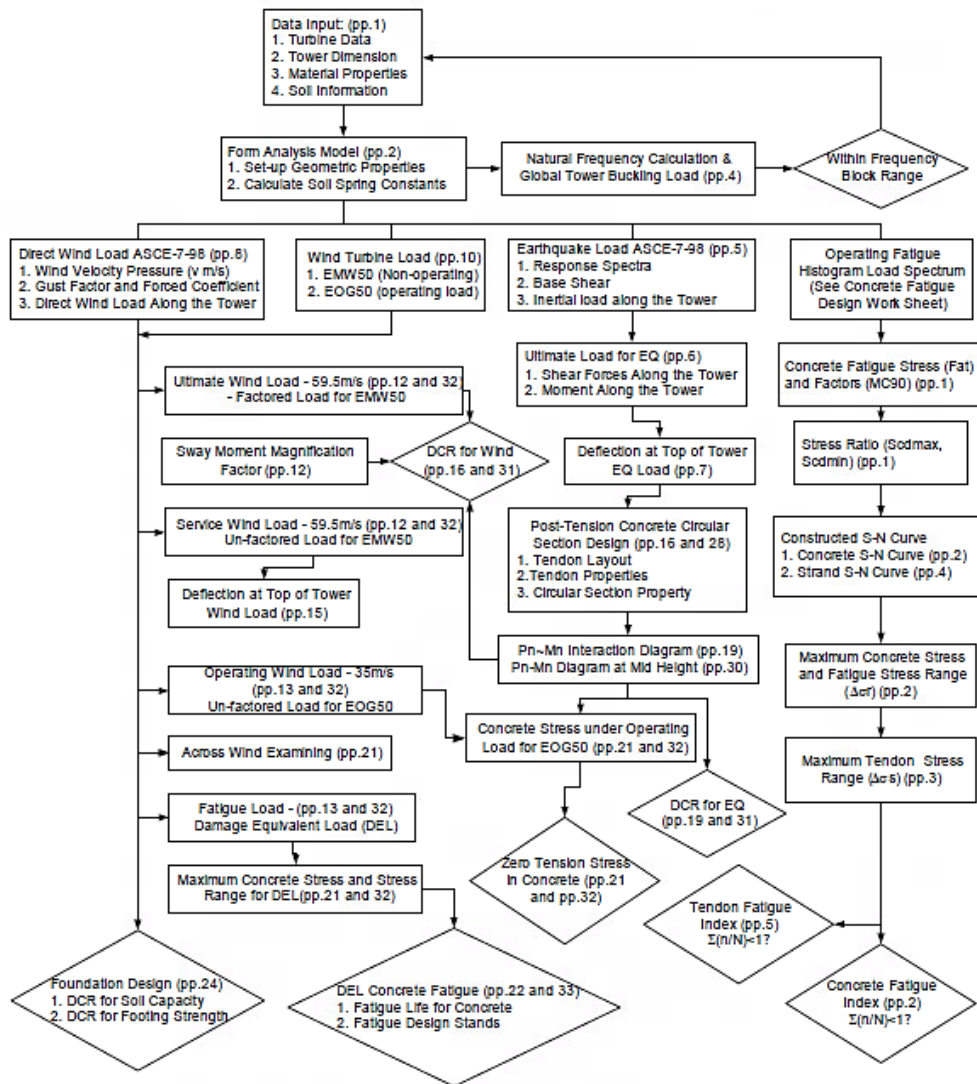 Data Input: (pp.1)
1. Turbine Data
2. Tower Dimension
3. Material Properties
4. Soil Information
Form Analysis Model (pp.2)
1. Set-up Geometric Properties
2. Calculate Soil Spring Constants
Natural Frequency Calculation &
Global Tower Buckling Load (pp.4)
Within Frequency
Block Range
Direct Wind Load ASCE-7-98 (pp.8)
1. Wind Velocity Pressure (v m/s)
2. Gust Factor and Forced Coefficient
3. Direct Wind Load Along the Tower
Wind Turbine Load (pp.10)
1. EMW50 (Non-operating)
2. EOG50 (operating load)
Earthquake Load ASCE-7-98 (pp.5)
1. Response Spectra
2. Base Shear
3. Inertial load along the Tower
Operating Fatigue
Histogram Load Spectrum
(See Concrete Fatigue
Design Work Sheet)
Ultimate Load for EQ (pp.6)
1. Shear Forces Along the Tower
2. Moment Along the Tower
Concrete Fatigue Stress (Fat)
and Factors (MC90) (pp.1)
Ultimate Wind Load - 59.5m/s (pp.12 and 32)
- Factored Load for EMW50
Sway Moment Magnification
Factor (pp.12)
DCR for Wind
(pp.16 and 31)
Deflection at Top of Tower
EQ Load (pp.7)
Stress Ratio (Scdmax,
Scdmin) (pp.1)
Service Wind Load - 59.5m/s (pp.12 and 32)
Un-factored Load for EMW50
Post-Tension Concrete Circular
Section Design (pp.16 and 28)
1. Tendon Layout
2.Tendon Properties
3. Circular Section Property
Constructed S-N Curve
1. Concrete S-N Curve (pp.2)
2. Strand S-N Curve (pp.4)
Deflection at Top of Tower
Wind Load (pp.15)
Pn~Mn Interaction Diagram (pp.19)
Pn-Mn Diagram at Mid Height (pp.30)
Maximum Concrete Stress
and Fatigue Stress Range
(Δσr) (pp.2)
Operating Wind Load - 35m/s
(pp.13 and 32)
Un-factored Load for EOG50
Concrete Stress under Operating
Load for EOG50 (pp.21 and 32)
Across Wind Examining (pp.21)
Maximum Tendon Stress
Range (Δσs) (pp.3)
Fatigue Load - (pp.13 and 32)
Damage Equivalent Load (DEL)
DCR for EQ
(pp.19 and 31)
Maximum Concrete Stress and Stress
Range for DEL(pp.21 and 32)
Zero Tension Stress
In Concrete (pp.21
and pp.32)
Tendon Fatigue
Index (pp.5)
Σ(n/N)<1?
Foundation Design (pp.24)
1. DCR for Soil Capacity
2. DCR for Footing Strength
DEL Concrete Fatigue (pp.22 and 33)
1. Fatigue Life for Concrete
2. Fatigue Design Stands
Concrete Fatigue
Index (pp.2)
Σ(n/N)<1?